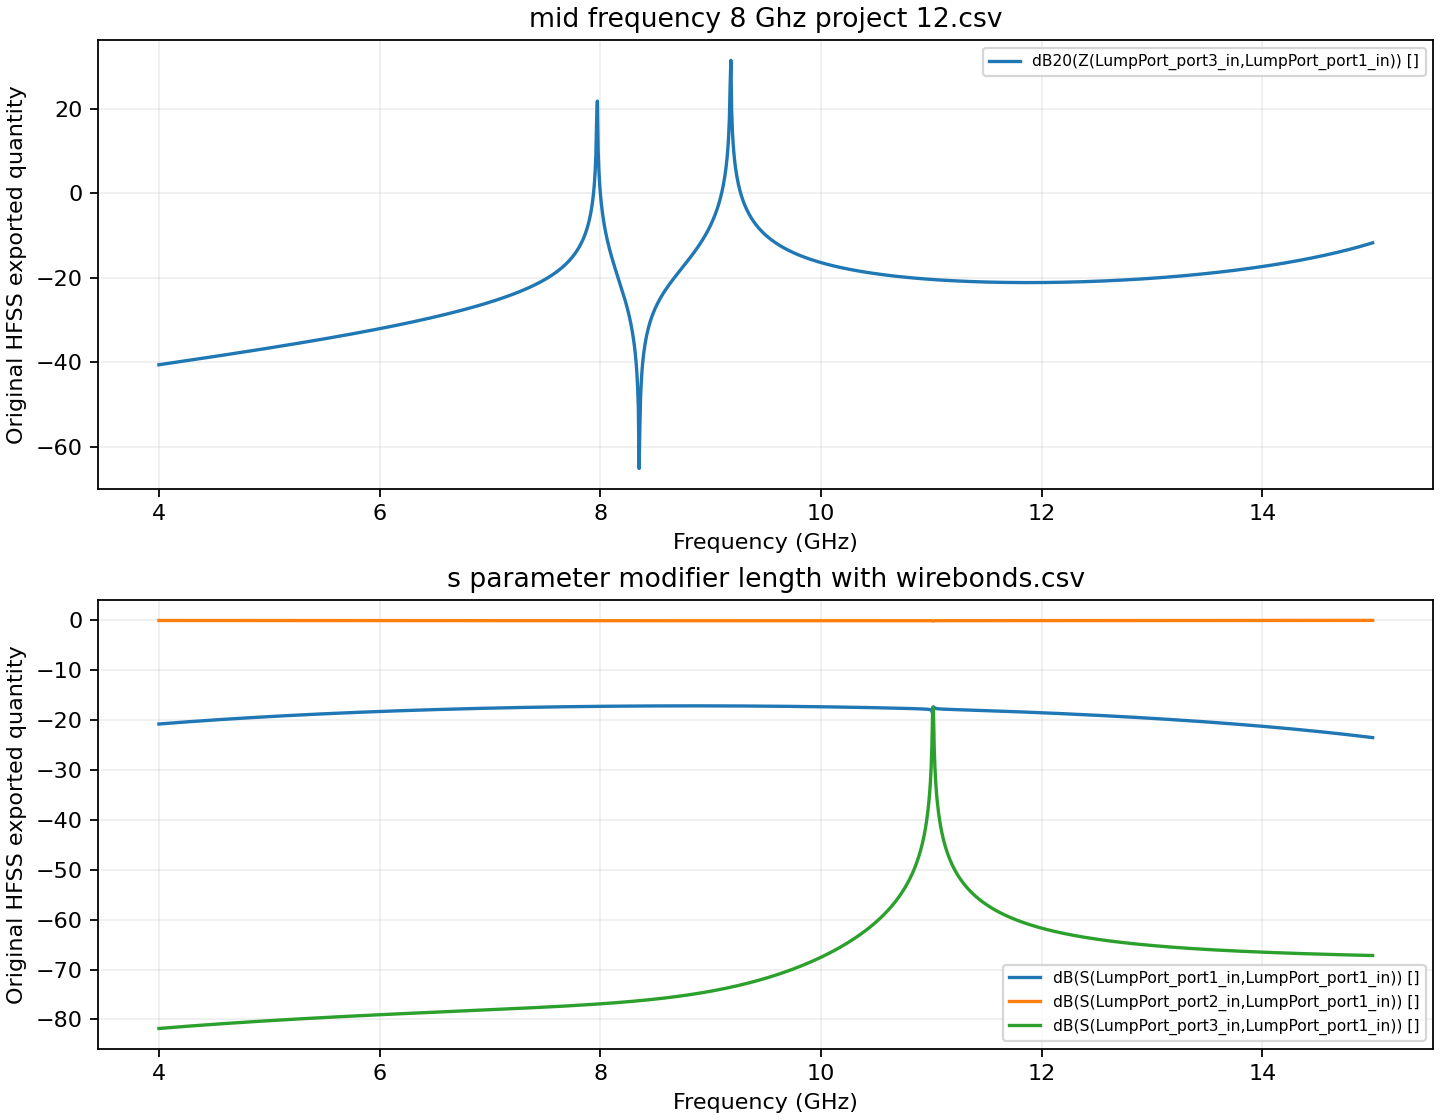 mid frequency 8 Ghz project 12.csv
dB20(Z(LumpPort_port3_in,LumpPort_port1_in)) []
Original HFSS exported quantity
20
0
−20
−40
−60
4 6 8 10 12 14
Frequency (GHz)
s parameter modifier length with wirebonds.csv
Original HFSS exported quantity
0
−10
−20
−30
−40
−50
−60
−70
−80
dB(S(LumpPort_port1_in,LumpPort_port1_in)) []
dB(S(LumpPort_port2_in,LumpPort_port1_in)) []
dB(S(LumpPort_port3_in,LumpPort_port1_in)) []
4 6 8 10 12 14
Frequency (GHz)